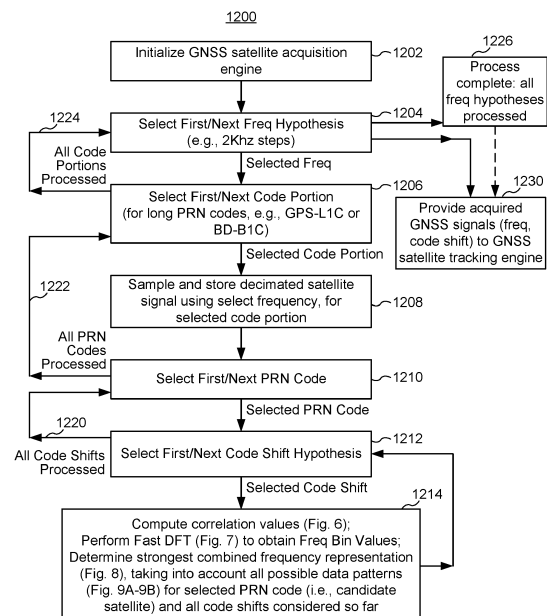 1200
Initialize GNSS satellite acquisition
engine
1202
1226
Process
complete: all
freq hypotheses
processed
1224
Select First/Next Freq Hypothesis
(e.g., 2Khz steps)
1204
All Code
Portions
Processed
Selected Freq
1206
Select First/Next Code Portion
(for long PRN codes, e.g., GPS-L1C or
BD-B1C)
1230
Provide acquired
GNSS signals (freq,
code shift) to GNSS
satellite tracking engine
Selected Code Portion
1222
Sample and store decimated satellite
signal using select frequency, for
selected code portion
1208
All PRN
Codes
Processed
Select First/Next PRN Code
1210
Selected PRN Code
1220
All Code Shifts
Processed
Select First/Next Code Shift Hypothesis
1212
Selected Code Shift
1214
Compute correlation values (Fig. 6);
Perform Fast DFT (Fig. 7) to obtain Freq Bin Values;
Determine strongest combined frequency representation
(Fig. 8), taking into account all possible data patterns
(Fig. 9A-9B) for selected PRN code (i.e., candidate
satellite) and all code shifts considered so far